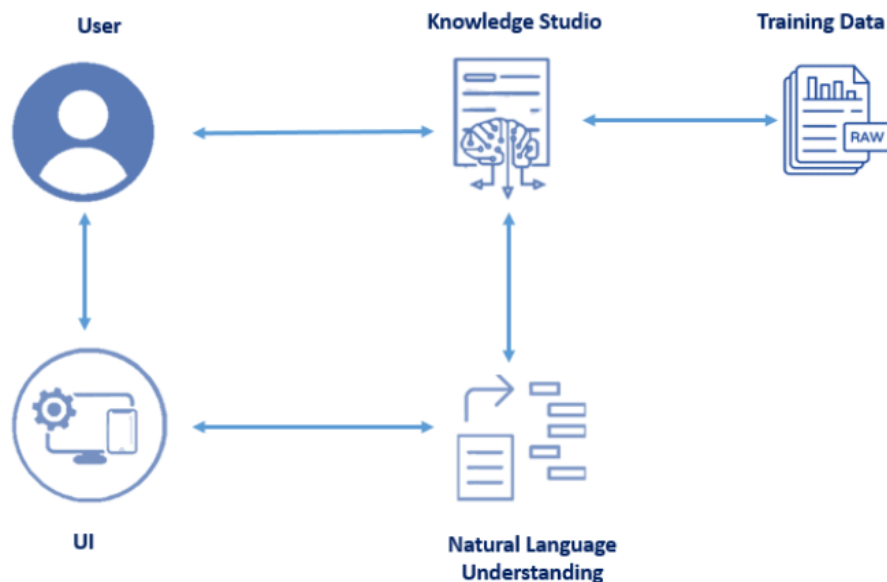 User
Knowledge Studio
Training Data
RAW
UI
Natural Language
Understanding